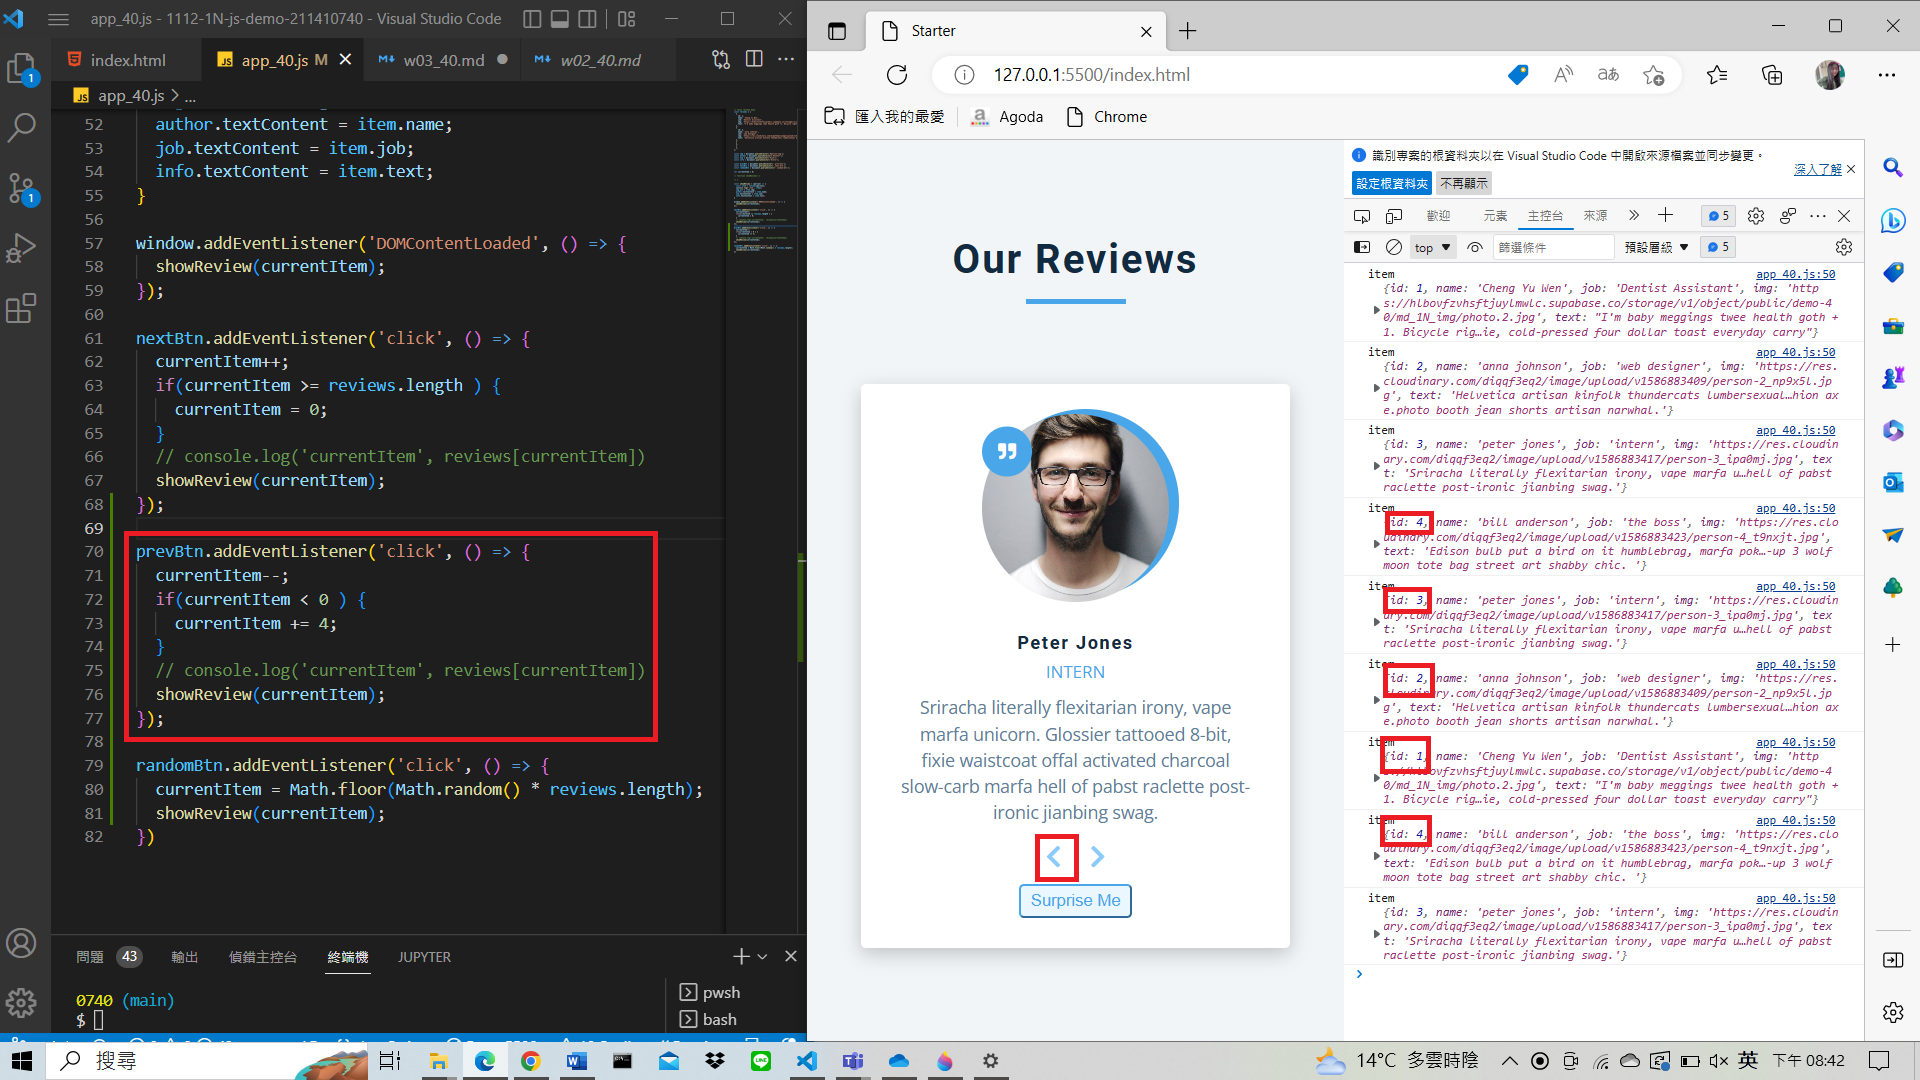 app_40.js - 1112-1N-js-demo-211410740 - Visual Studio Code
index.html
app_40.js M
w03_40.md
w02_40.md
app_40.js > ...
52 author.textContent = item.name;
53 job.textContent = item.job;
54 info.textContent = item.text;
55 }
56
57 window.addEventListener('DOMContentLoaded', () => {
58 showReview(currentItem);
59 });
60
61 nextBtn.addEventListener('click', () => {
62 currentItem++;
63 if(currentItem >= reviews.length ) {
64 currentItem = 0;
65 }
66 // console.log('currentItem', reviews[currentItem])
67 showReview(currentItem);
68 });
69
70 prevBtn.addEventListener('click', () => {
71 currentItem--;
72 if(currentItem < 0 ) {
73 currentItem += 4;
74 }
75 // console.log('currentItem', reviews[currentItem])
76 showReview(currentItem);
77 });
78
79 randomBtn.addEventListener('click', () => {
80 currentItem = Math.floor(Math.random() * reviews.length);
81 showReview(currentItem);
82 })
問題 43 輸出 偵錯主控台 終端機 JUPYTER
0740 (main)
$
pwsh
bash
Starter
127.0.0.1:5500/index.html
匯入我的最愛 Agoda Chrome
Our Reviews
Peter Jones
INTERN
Sriracha literally flexitarian irony, vape
marfa unicorn. Glossier tattooed 8-bit,
fixie waistcoat offal activated charcoal
slow-carb marfa hell of pabst raclette post-
ironic jianbing swag.
Surprise Me
識別專案的根資料夾以在 Visual Studio Code 中開啟來源檔案並同步變更。
深入了解
設定根資料夾 不再顯示
歡迎 元素 主控台 來源 5
top 篩選條件 預設層級 5
item app_40.js:50
{id: 1, name: 'Cheng Yu Wen', job: 'Dentist Assistant', img: 'http
s://hlbovfzvhsftjuylmwlc.supabase.co/storage/v1/object/public/demo-4
0/md_1N_img/photo.2.jpg', text: "I'm baby meggings twee health goth +
1. Bicycle rig…ie, cold-pressed four dollar toast everyday carry"}
item app_40.js:50
{id: 2, name: 'anna johnson', job: 'web designer', img: 'https://res.
cloudinary.com/diqqf3eq2/image/upload/v1586883409/person-2_np9x5l.jp
g', text: 'Helvetica artisan kinfolk thundercats lumbersexual…hion ax
e.photo booth jean shorts artisan narwhal.'}
item app_40.js:50
{id: 3, name: 'peter jones', job: 'intern', img: 'https://res.cloudin
ary.com/diqqf3eq2/image/upload/v1586883417/person-3_ipa0mj.jpg', tex
t: 'Sriracha literally flexitarian irony, vape marfa u…hell of pabst
raclette post-ironic jianbing swag.'}
item app_40.js:50
{id: 4, name: 'bill anderson', job: 'the boss', img: 'https://res.clo
udinary.com/diqqf3eq2/image/upload/v1586883423/person-4_t9nxjt.jpg',
text: 'Edison bulb put a bird on it humblebrag, marfa pok…-up 3 wolf
moon tote bag street art shabby chic. '}
item app_40.js:50
{id: 3, name: 'peter jones', job: 'intern', img: 'https://res.cloudin
ary.com/diqqf3eq2/image/upload/v1586883417/person-3_ipa0mj.jpg', tex
t: 'Sriracha literally flexitarian irony, vape marfa u…hell of pabst
raclette post-ironic jianbing swag.'}
item app_40.js:50
{id: 2, name: 'anna johnson', job: 'web designer', img: 'https://res.
cloudinary.com/diqqf3eq2/image/upload/v1586883409/person-2_np9x5l.jp
g', text: 'Helvetica artisan kinfolk thundercats lumbersexual…hion ax
e.photo booth jean shorts artisan narwhal.'}
item app_40.js:50
{id: 1, name: 'Cheng Yu Wen', job: 'Dentist Assistant', img: 'http
s://hlbovfzvhsftjuylmwlc.supabase.co/storage/v1/object/public/demo-4
0/md_1N_img/photo.2.jpg', text: "I'm baby meggings twee health goth +
1. Bicycle rig…ie, cold-pressed four dollar toast everyday carry"}
item app_40.js:50
{id: 4, name: 'bill anderson', job: 'the boss', img: 'https://res.clo
udinary.com/diqqf3eq2/image/upload/v1586883423/person-4_t9nxjt.jpg',
text: 'Edison bulb put a bird on it humblebrag, marfa pok…-up 3 wolf
moon tote bag street art shabby chic. '}
item app_40.js:50
{id: 3, name: 'peter jones', job: 'intern', img: 'https://res.cloudin
ary.com/diqqf3eq2/image/upload/v1586883417/person-3_ipa0mj.jpg', tex
t: 'Sriracha literally flexitarian irony, vape marfa u…hell of pabst
raclette post-ironic jianbing swag.'}
搜尋
14°C 多雲時陰 英 下午 08:42